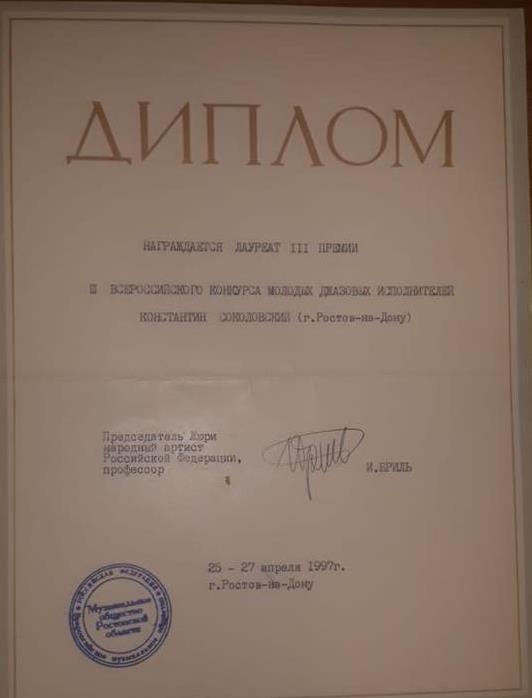 ДИПЛОМ
НАГРАЖДАЕТСЯ ЛАУРЕАТ III ПРЕМИИ
Ш ВСЕРОССИЙСКОГО КОНКУРСА МОЛОДЫХ ДЖАЗОВЫХ ИСПОЛНИТЕЛЕЙ
КОНСТАНТИН СОКОЛОВСКИЙ (г.Ростов-на-Дону)
Председатель Жюри
народный артист
Российской Федерации,
профессор
И.БРИЛЬ
25 - 27 апреля 1997г.
г.Ростов-на-Дону
Музыкальное
общество
Ростовской
области